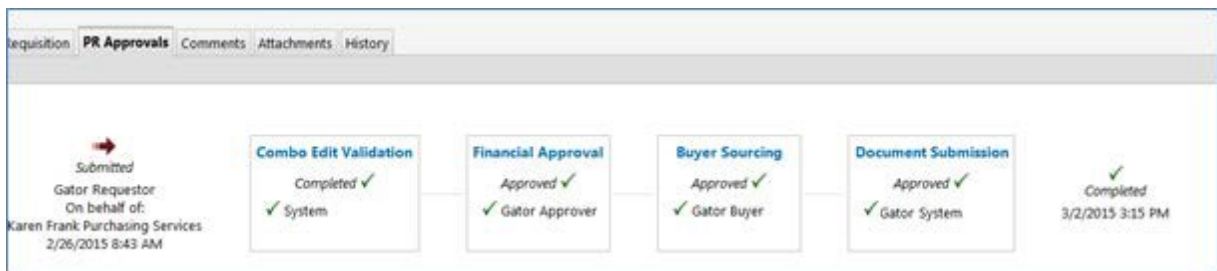 equisition PR Approvals Comments Attachments History
Submitted
Gator Requestor
On behalf of:
Karen Frank Purchasing Services
2/26/2015 8:43 AM
Combo Edit Validation
Completed ✓
✓ System
Financial Approval
Approved ✓
✓ Gator Approver
Buyer Sourcing
Approved ✓
✓ Gator Buyer
Document Submission
Approved ✓
✓ Gator System
✓
Completed
3/2/2015 3:15 PM